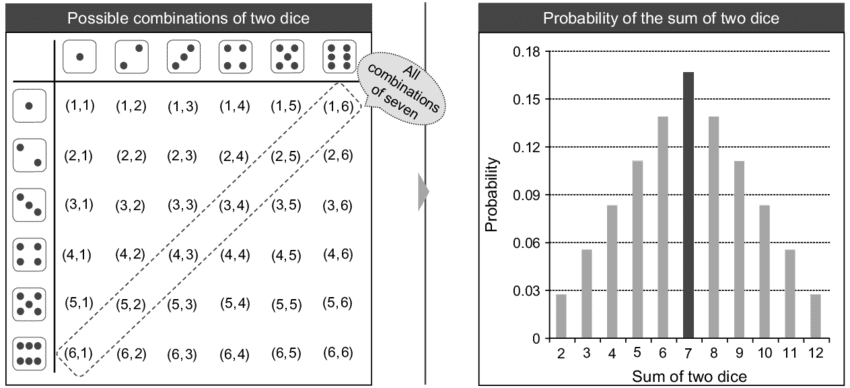 Possible combinations of two dice
All
combinations
of seven
(1,1) (1,2) (1,3) (1,4) (1,5) (1,6)
(2,1) (2,2) (2,3) (2,4) (2,5) (2,6)
(3,1) (3,2) (3,3) (3,4) (3,5) (3,6)
(4,1) (4,2) (4,3) (4,4) (4,5) (4,6)
(5,1) (5,2) (5,3) (5,4) (5,5) (5,6)
(6,1) (6,2) (6,3) (6,4) (6,5) (6,6)
Probability of the sum of two dice
Probability
0.18
0.15
0.12
0.09
0.06
0.03
0
2 3 4 5 6 7 8 9 10 11 12
Sum of two dice